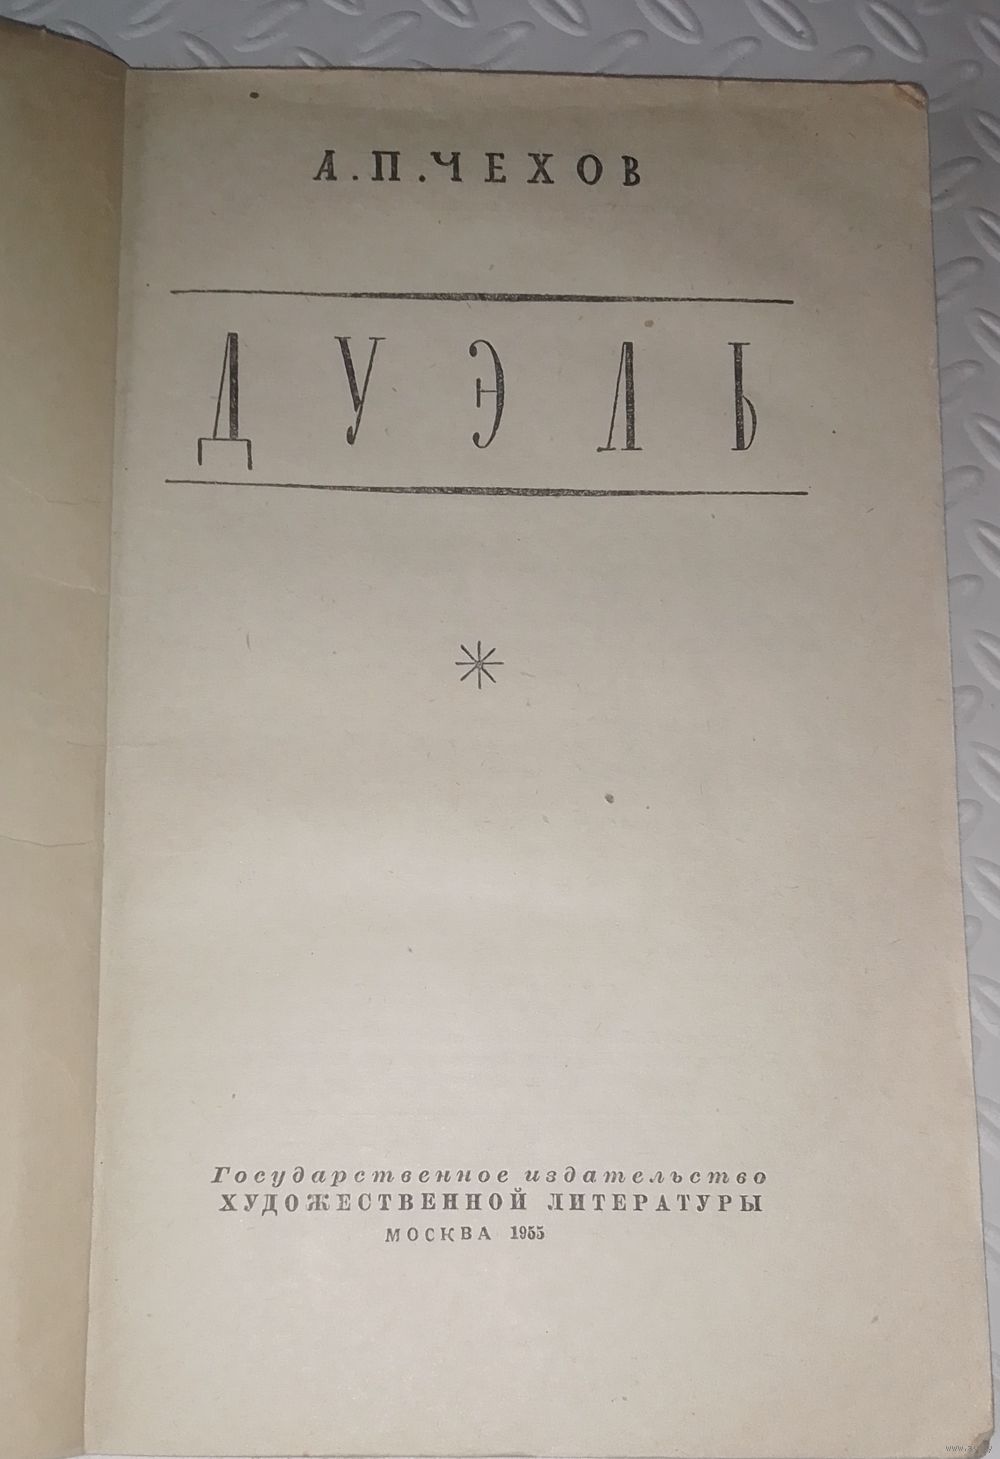 А. П. ЧЕХОВ
ДУЭЛЬ
Государственное издательство
ХУДОЖЕСТВЕННОЙ ЛИТЕРАТУРЫ
МОСКВА 1955